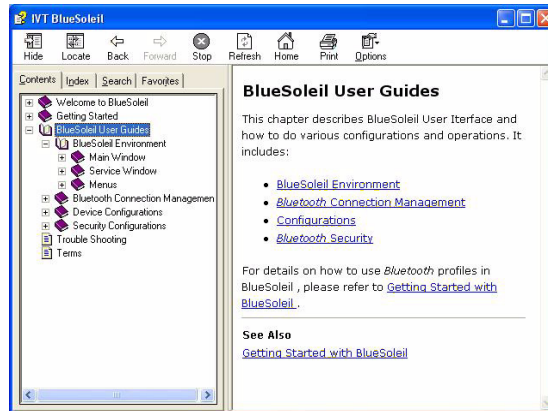 IVT BlueSoleil
Hide Locate Back Forward Stop Refresh Home Print Options
Contents Index Search Favorites
Welcome to BlueSoleil
Getting Started
BlueSoleil User Guides
BlueSoleil Environment
Main Window
Service Window
Menus
Bluetooth Connection Managemen
Device Configurations
Security Configurations
Trouble Shooting
Terms
BlueSoleil User Guides
This chapter describes BlueSoleil User Iterface and
how to do various configurations and operations. It
includes:
BlueSoleil Environment
Bluetooth Connection Management
Configurations
Bluetooth Security
For details on how to use Bluetooth profiles in
BlueSoleil , please refer to Getting Started with
BlueSoleil .
See Also
Getting Started with BlueSoleil